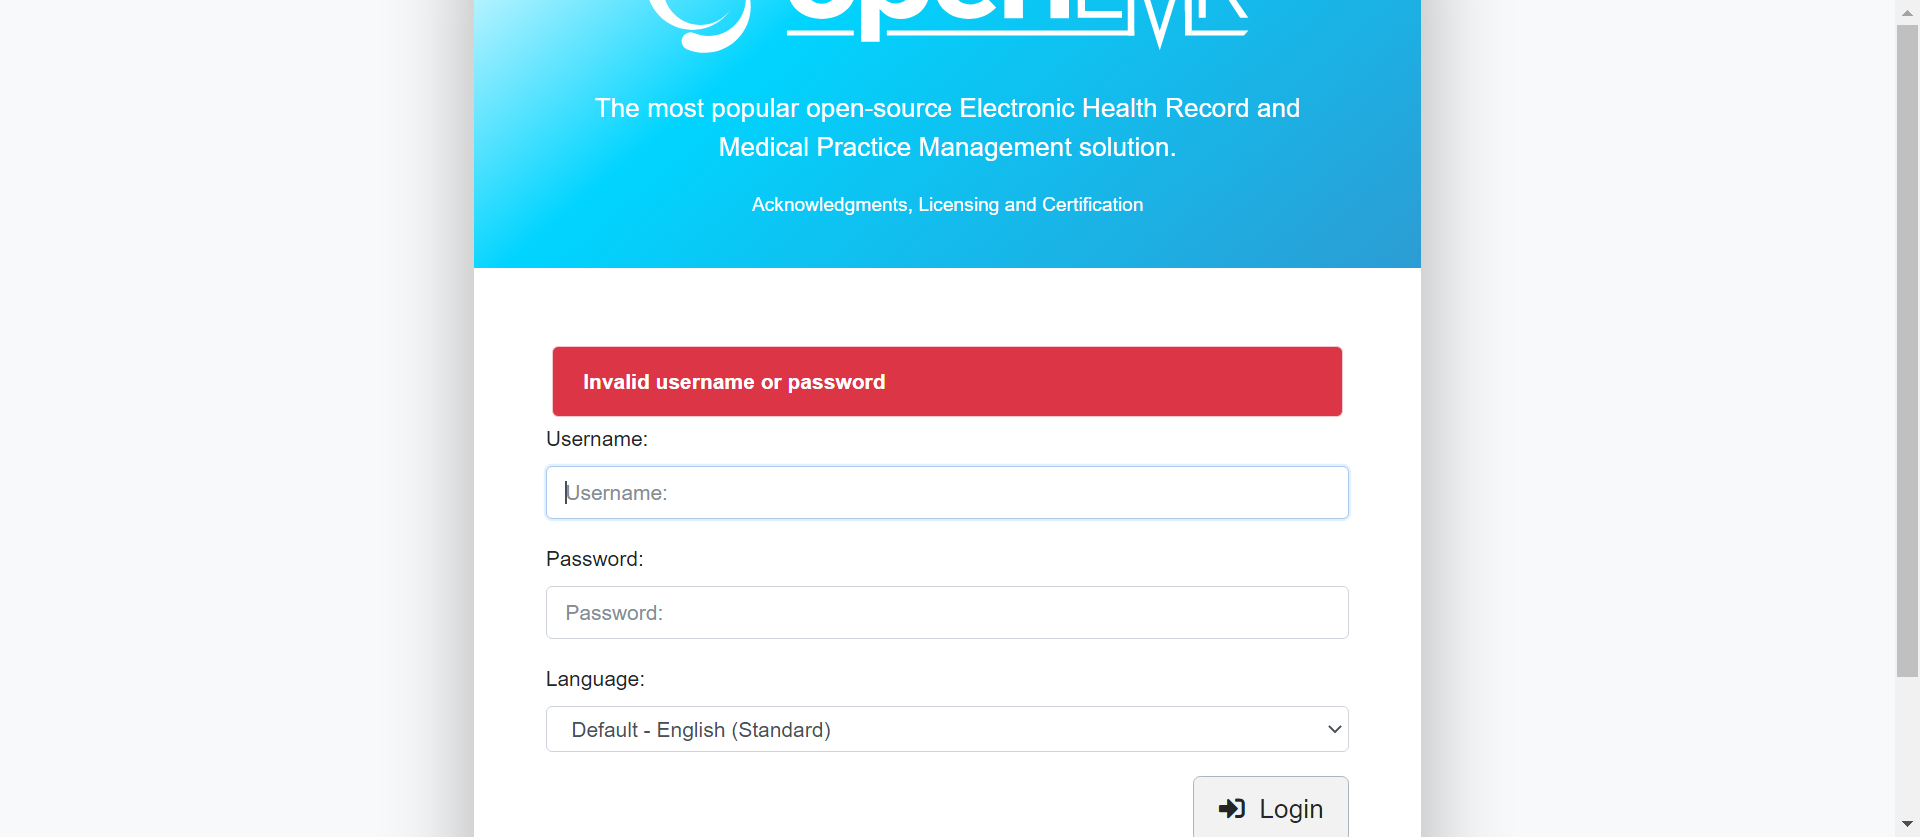 openEMR
The most popular open-source Electronic Health Record and
Medical Practice Management solution.
Acknowledgments, Licensing and Certification
Invalid username or password
Username:
Username:
Password:
Password:
Language:
Default - English (Standard)
Login